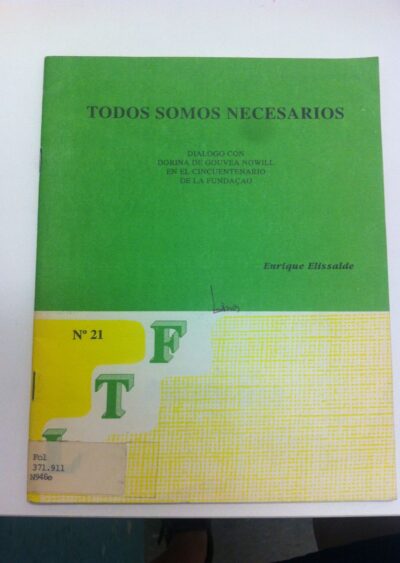 TODOS SOMOS NECESARIOS
DIALOGO CON
DORINA DE GOUVEA NOWILL
EN EL CINCUENTENARIO
DE LA FUNDAÇAO
Enrique Elissalde
Nº 21
F
T
Fol
371.911
N946e